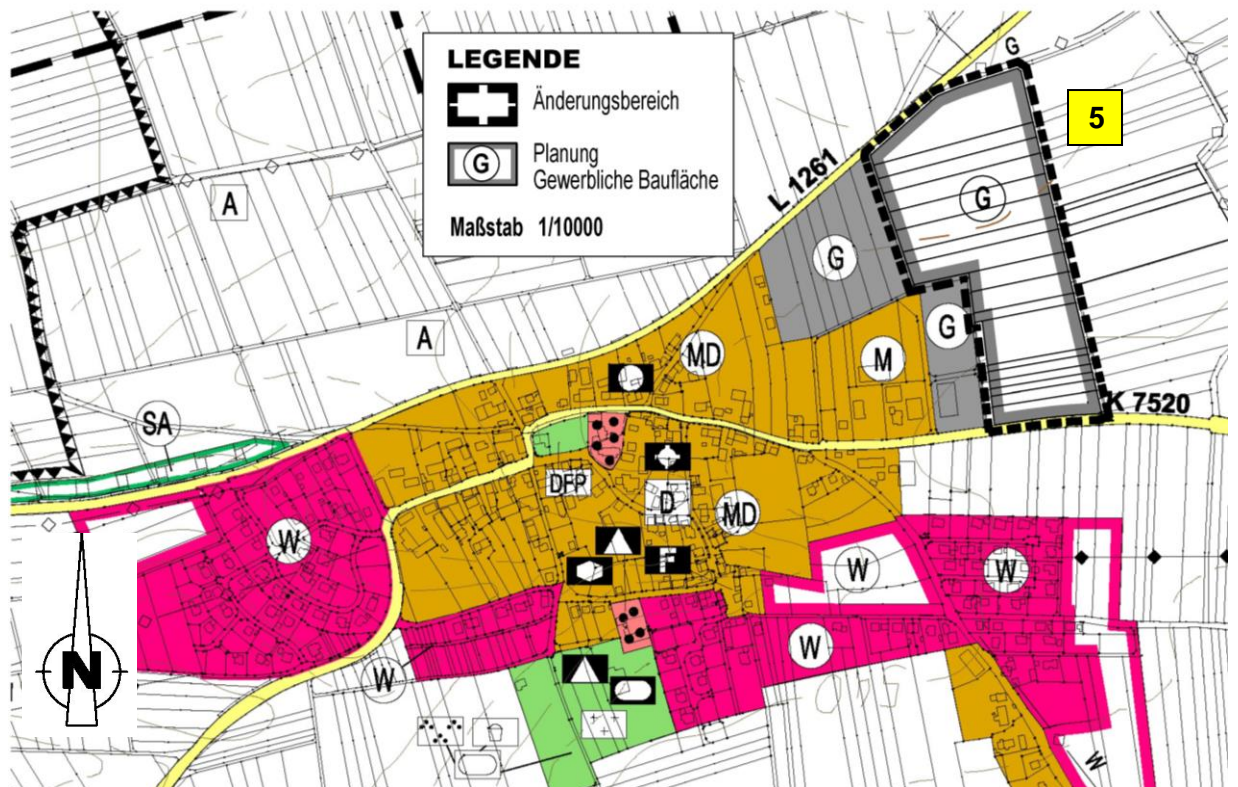 LEGENDE
Änderungsbereich
G
Planung
Gewerbliche Baufläche
Maßstab 1/10000
G
5
L 1261
A
G
G
A
MD
M
G
K 7520
SA
DFP
D
MD
W
F
W
W
W
W
N
W